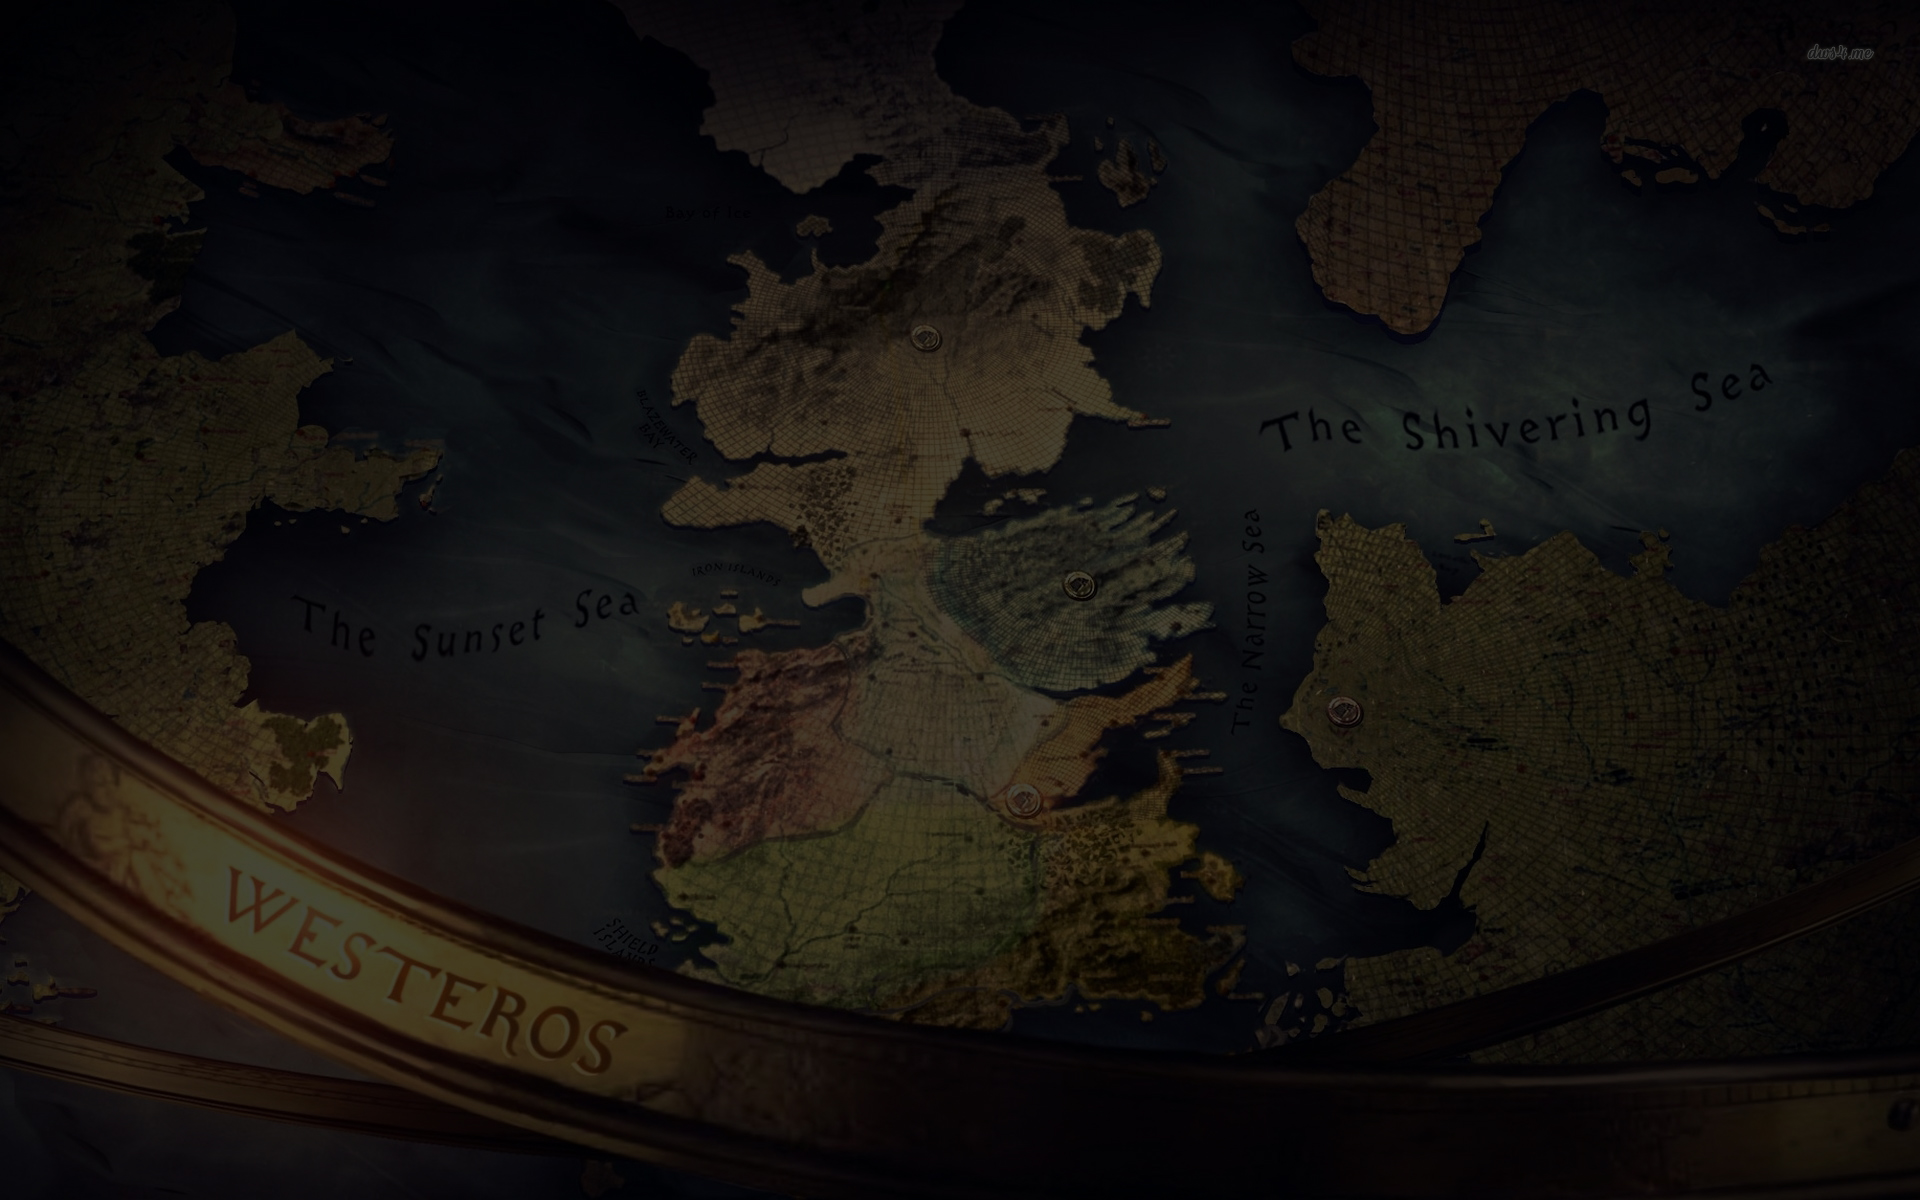 dws4.me
Bay of Ice
The Shivering Sea
BLAZEWATER
BAY
The Narrow Sea
IRON ISLANDS
The Sunset Sea
WESTEROS
SHIELD
ISLANDS